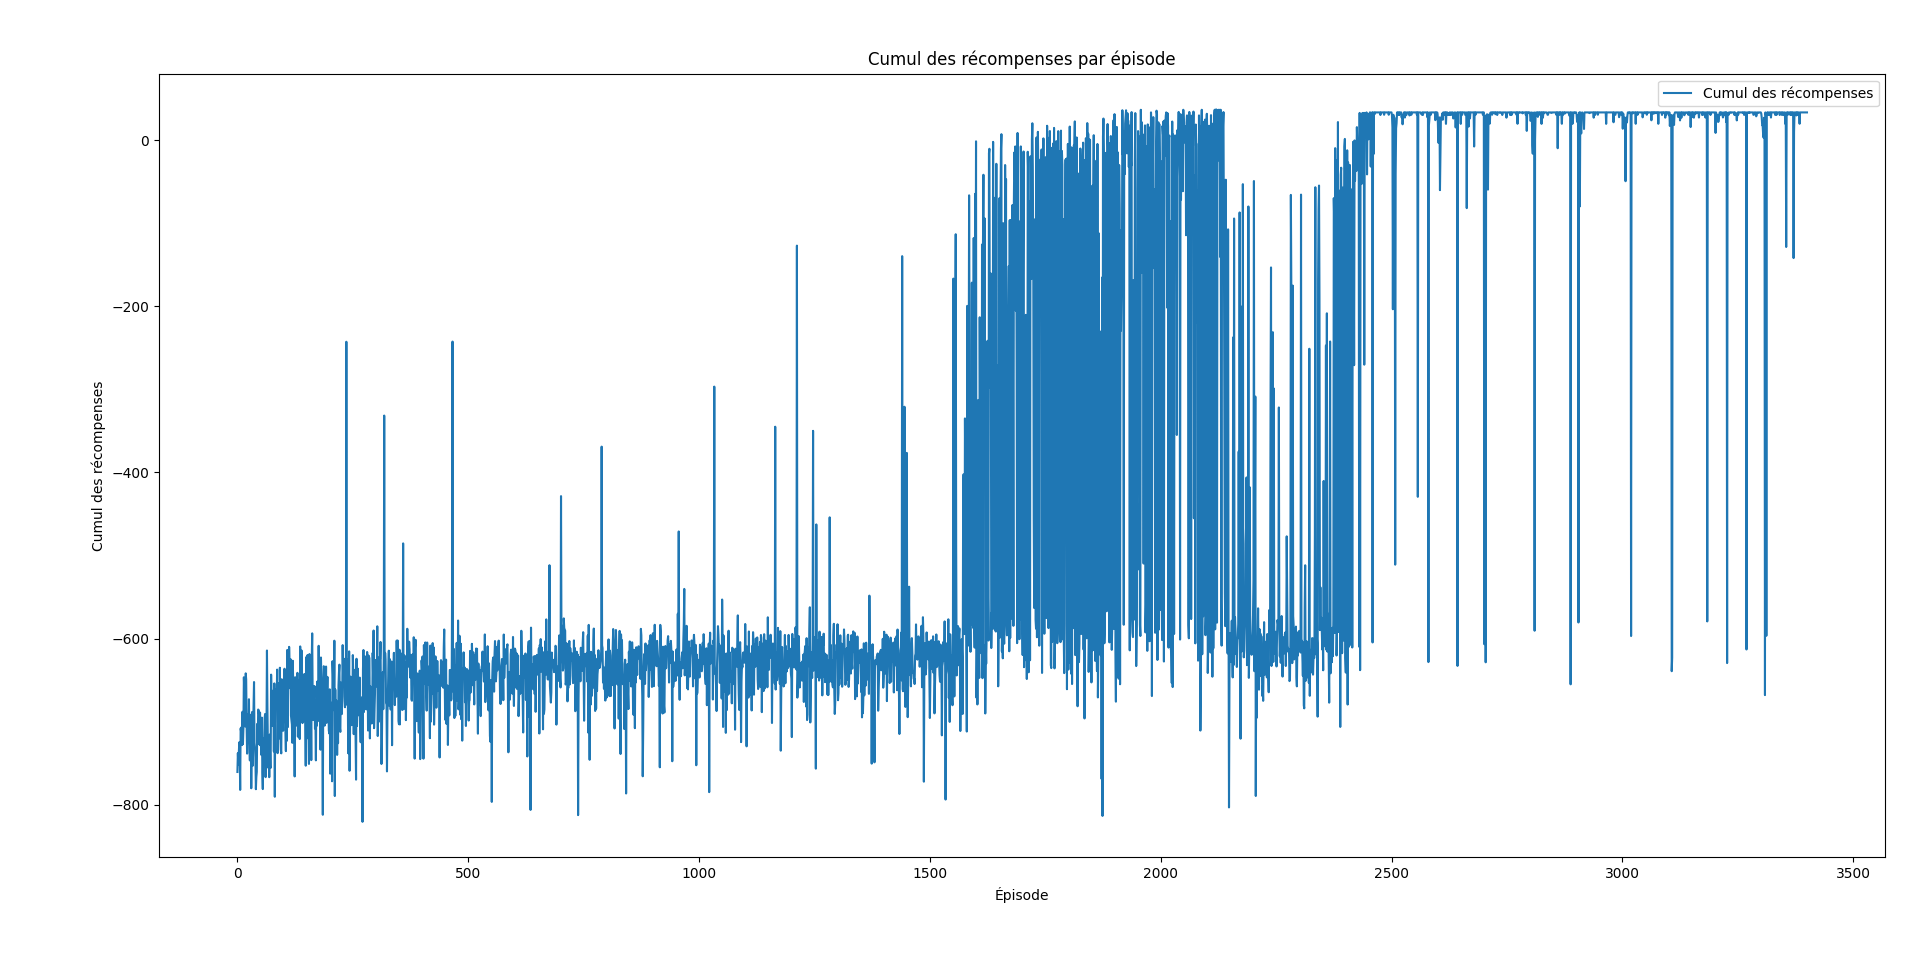 Cumul des récompenses par épisode
Cumul des récompenses
0
−200
−400
−600
−800
Cumul des récompenses
0 500 1000 1500 2000 2500 3000 3500
Épisode